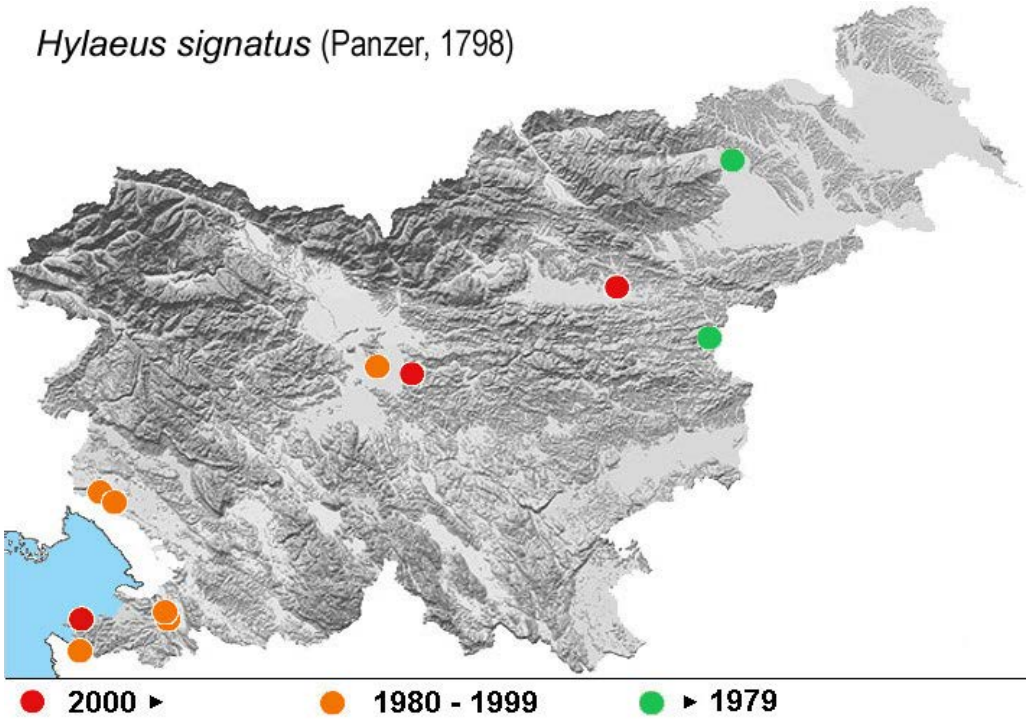 Hylaeus signatus (Panzer, 1798)
2000 ► 1980 - 1999 ► 1979